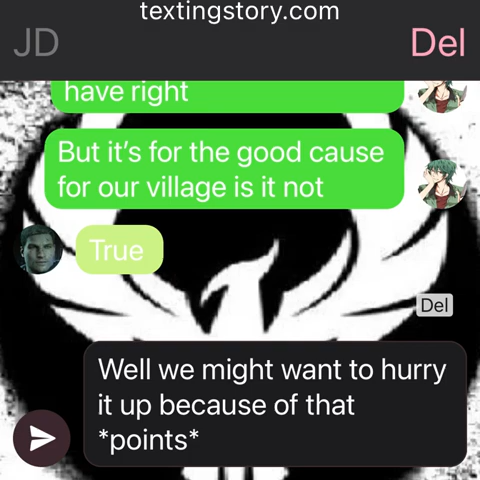 textingstory.com
JD
Del
have right
But it’s for the good cause
for our village is it not
True
Del
Well we might want to hurry
it up because of that
*points*